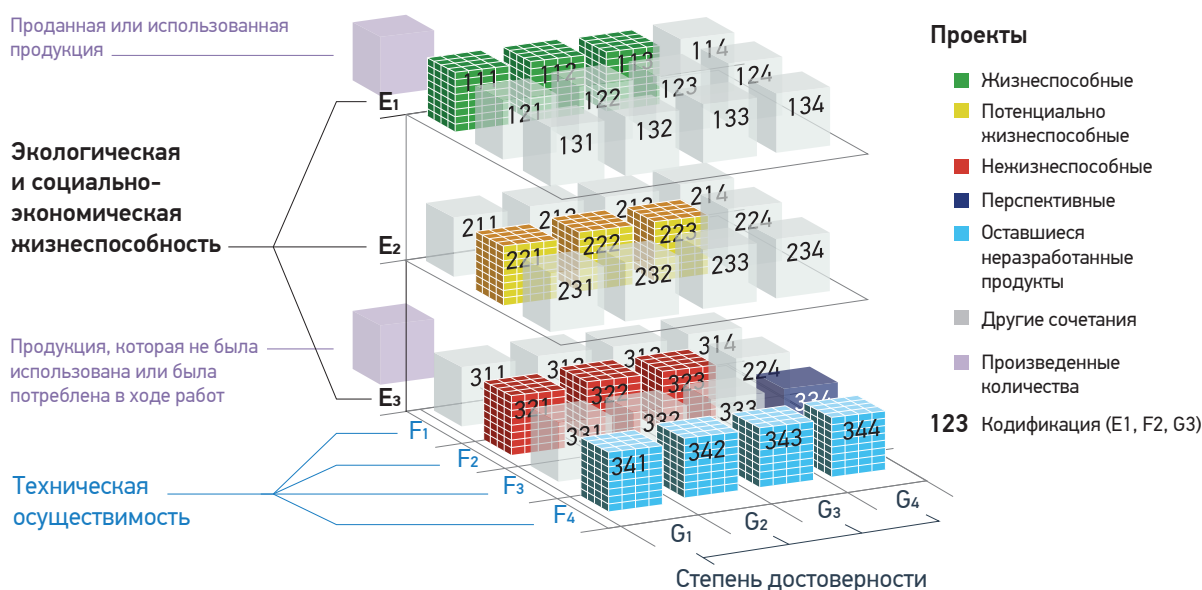 Проданная или использованная
продукция
Экологическая
и социально-
экономическая
жизнеспособность
Продукция, которая не была
использована или была
потреблена в ходе работ
Техническая
осуществимость
E1
E2
E3
F1
F2
F3
F4
G1
G2
G3
G4
Степень достоверности
111
112
113
114
121
122
123
124
131
132
133
134
211
212
213
214
221
222
223
224
231
232
233
234
311
312
313
314
321
322
323
224
331
332
333
334
341
342
343
344
Проекты
Жизнеспособные
Потенциально
жизнеспособные
Нежизнеспособные
Перспективные
Оставшиеся
неразработанные
продукты
Другие сочетания
Произведенные
количества
123 Кодификация (E1, F2, G3)